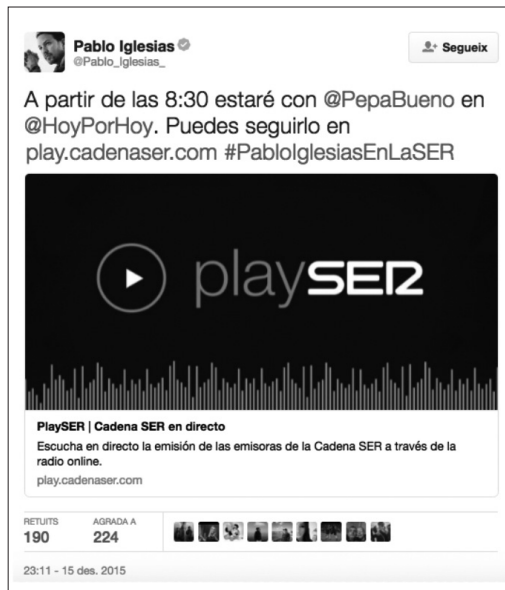 Pablo Iglesias
@Pablo_Iglesias_
Segueix
A partir de las 8:30 estaré con @PepaBueno en
@HoyPorHoy. Puedes seguirlo en
play.cadenaser.com #PabloIglesiasEnLaSER
playSER
PlaySER | Cadena SER en directo
Escucha en directo la emisión de las emisoras de la Cadena SER a través de la
radio online.
play.cadenaser.com
RETUITS AGRADA A
190 224
23:11 - 15 des. 2015